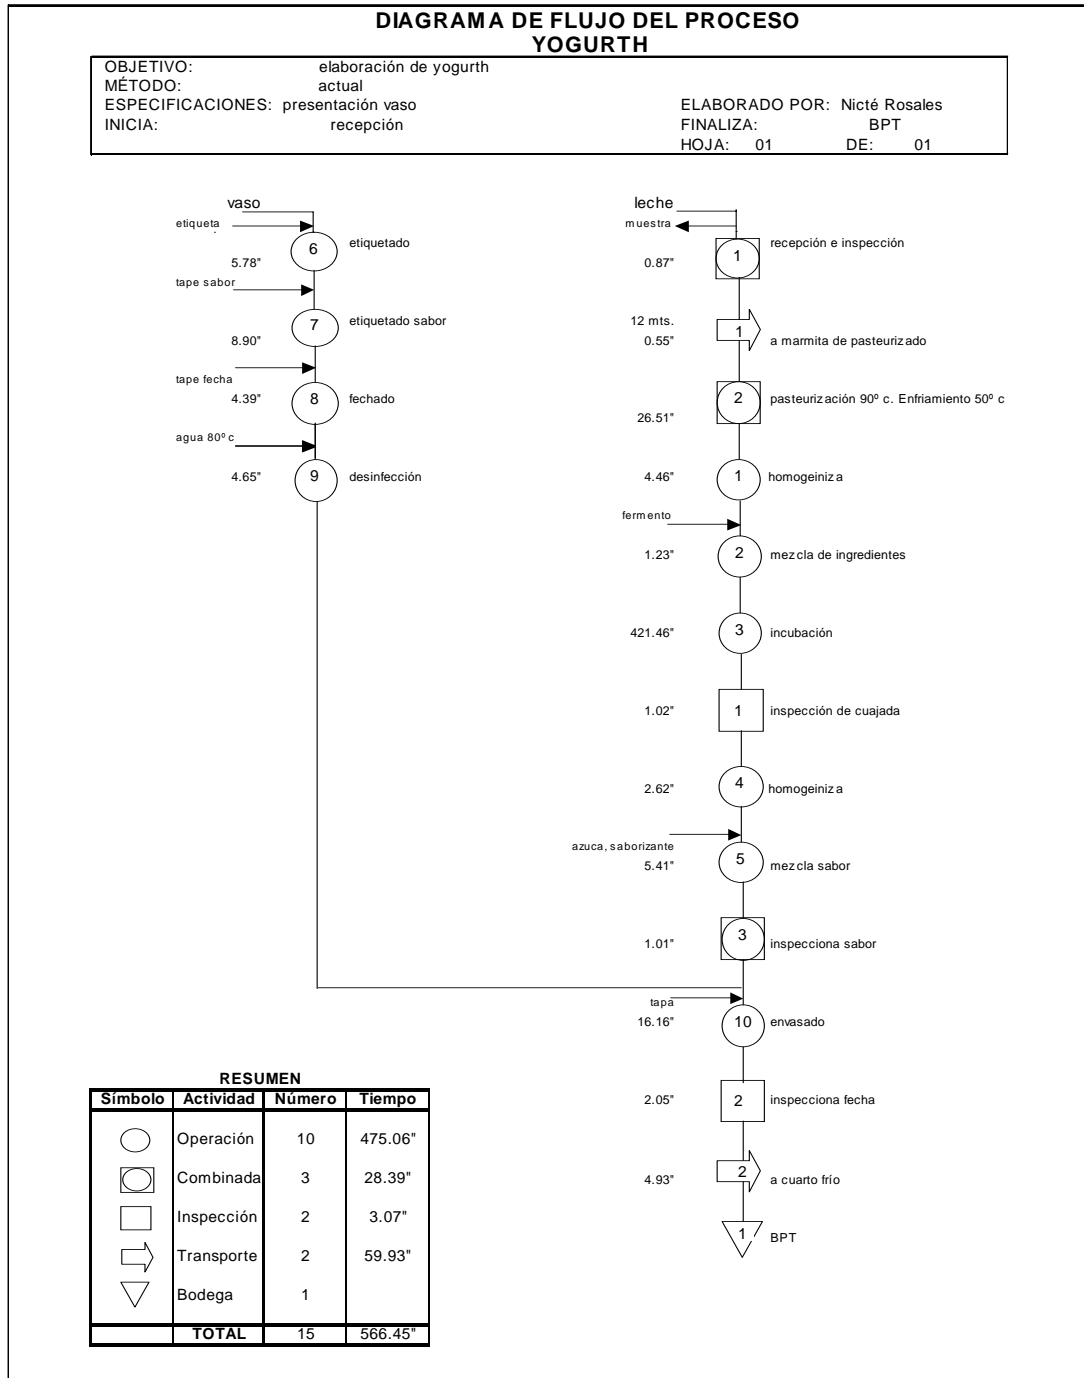 DIAGRAMA DE FLUJO DEL PROCESO
YOGURTH
OBJETIVO: elaboración de yogurth
MÉTODO: actual
ESPECIFICACIONES: presentación vaso ELABORADO POR: Nicté Rosales
INICIA: recepción FINALIZA: BPT
HOJA: 01 DE: 01
vaso
etiqueta
6 etiquetado
5.78"
tape sabor
7 etiquetado sabor
8.90"
tape fecha
4.39" 8 fechado
agua 80º c
4.65" 9 desinfección
leche
muestra
1 recepción e inspección
0.87"
12 mts.
0.55" 1 a marmita de pasteurizado
2 pasteurización 90º c. Enfriamiento 50º c
26.51"
4.46" 1 homogeiniza
fermento
1.23" 2 mezcla de ingredientes
421.46" 3 incubación
1.02" 1 inspección de cuajada
2.62" 4 homogeiniza
azuca, saborizante
5.41" 5 mezcla sabor
1.01" 3 inspecciona sabor
tapa
16.16" 10 envasado
2.05" 2 inspecciona fecha
4.93" 2 a cuarto frío
1 BPT
RESUMEN
Símbolo Actividad Número Tiempo
Operación 10 475.06"
Combinada 3 28.39"
Inspección 2 3.07"
Transporte 2 59.93"
Bodega 1
TOTAL 15 566.45"